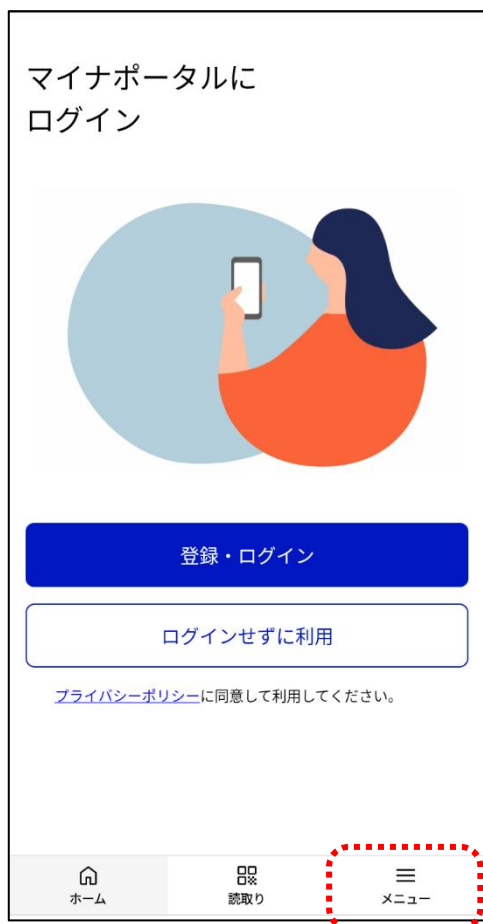 マイナポータルに
ログイン
登録・ログイン
ログインせずに利用
プライバシーポリシーに同意して利用してください。
ホーム
読取り
メニュー